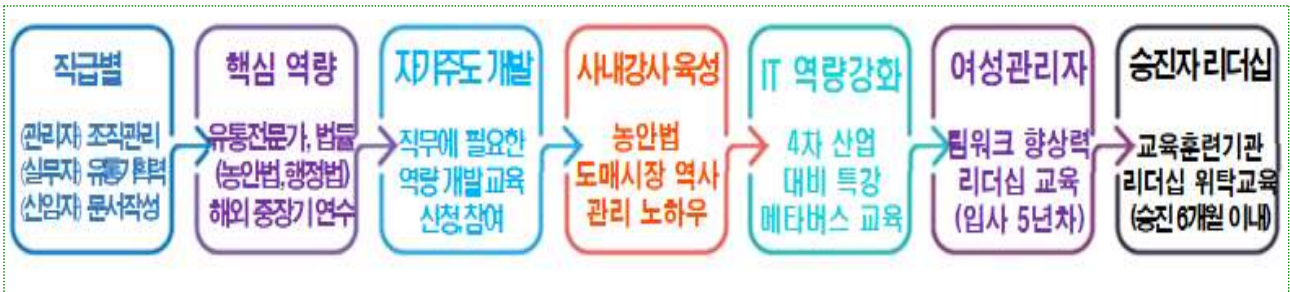 직급별
(관리자) 조직관리
(실무자) 유통기획력
(신임자) 문서작성
핵심 역량
유통전문가, 법률
(농안법,행정법)
해외 중장기 연수
자기주도 개발
직무에 필요한
역량 개발 교육
신청,참여
사내강사 육성
농안법
도매시장 역사
관리 노하우
IT 역량강화
4차 산업
대비 특강
메타버스 교육
여성관리자
팀워크 향상력
리더십 교육
(입사 5년차)
승진자 리더십
교육훈련기관
리더십 위탁교육
(승진 6개월 이내)